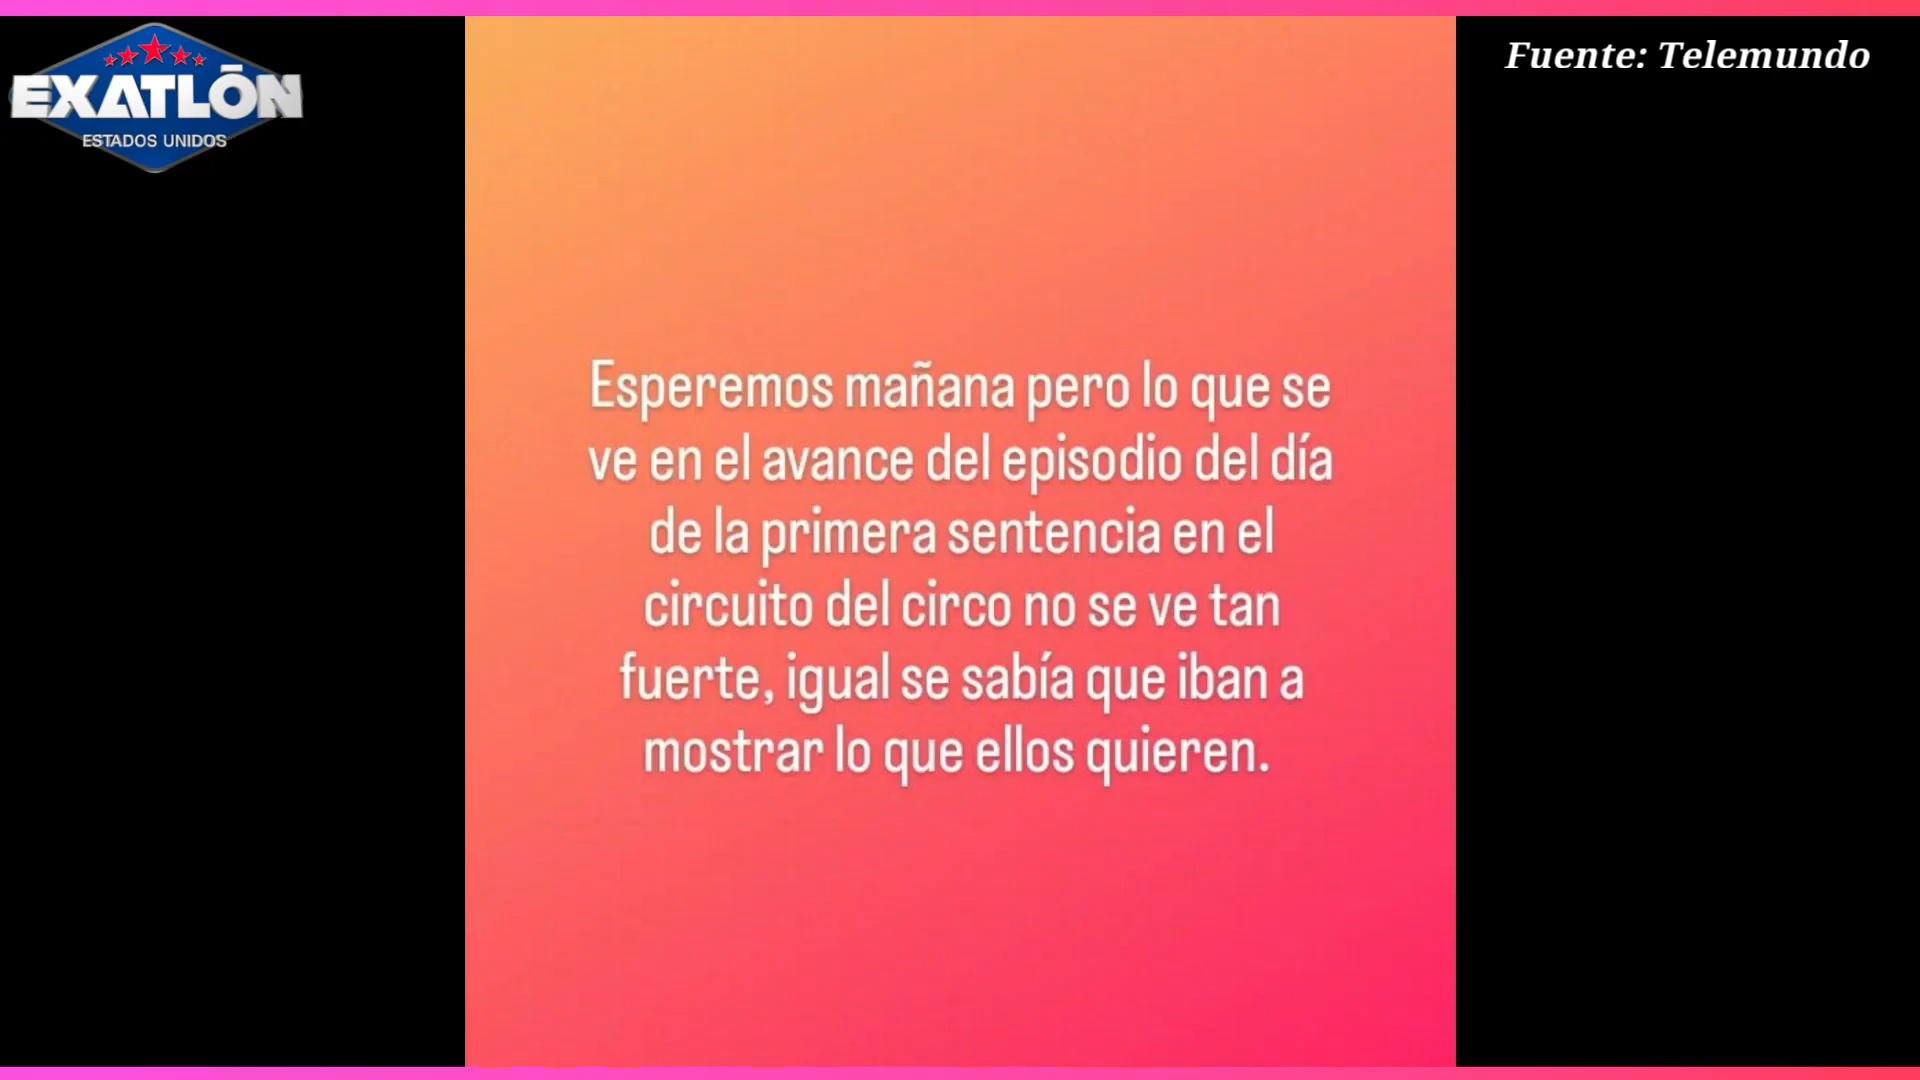 EXATLŌN
ESTADOS UNIDOS
Fuente: Telemundo
Esperemos mañana pero lo que se
ve en el avance del episodio del día
de la primera sentencia en el
circuito del circo no se ve tan
fuerte, igual se sabía que iban a
mostrar lo que ellos quieren.